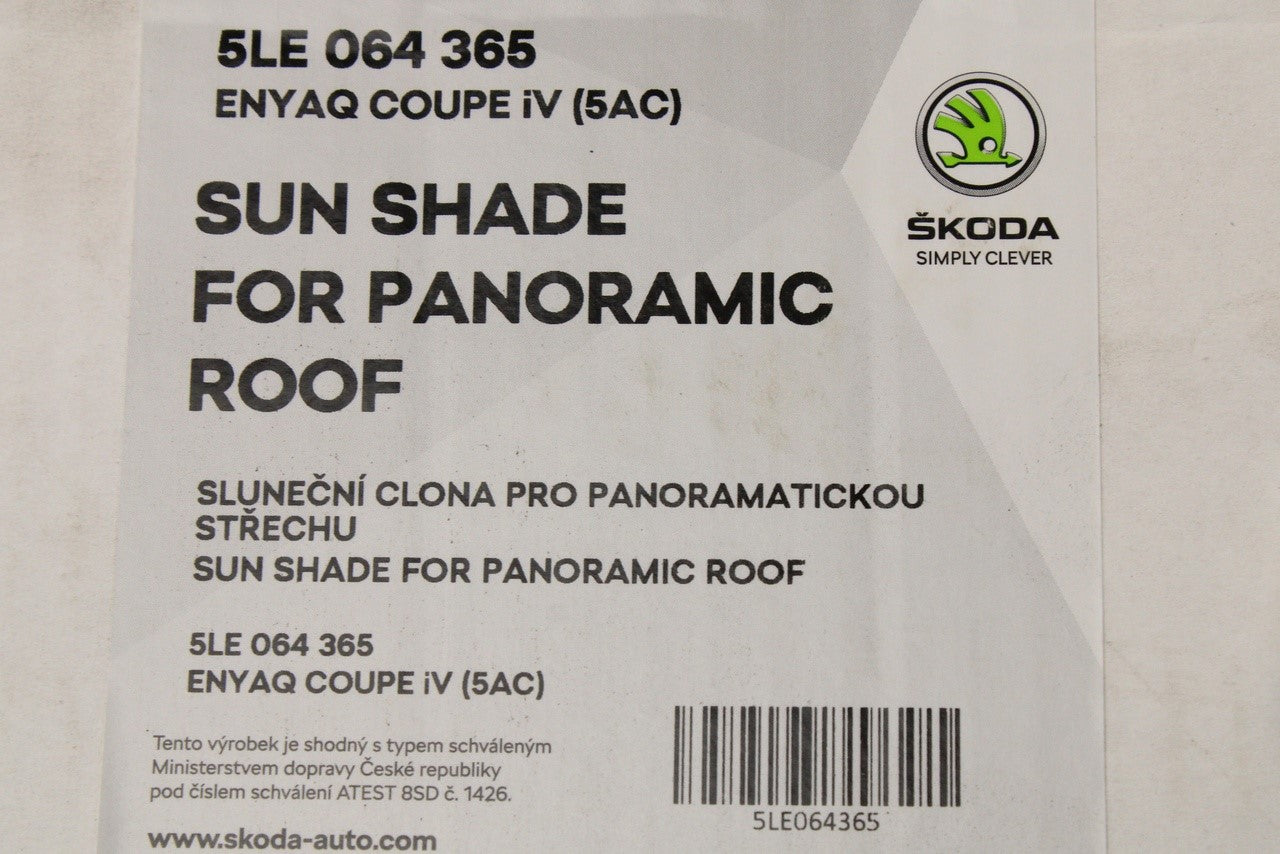 5LE 064 365
ENYAQ COUPE iV (5AC)
ŠKODA
SIMPLY CLEVER
SUN SHADE
FOR PANORAMIC
ROOF
SLUNEČNÍ CLONA PRO PANORAMATICKOU
STŘECHU
SUN SHADE FOR PANORAMIC ROOF
5LE 064 365
ENYAQ COUPE iV (5AC)
Tento výrobek je shodný s typem schváleným
Ministerstvem dopravy České republiky
pod číslem schválení ATEST 8SD č. 1426.
www.skoda-auto.com
5LE064365